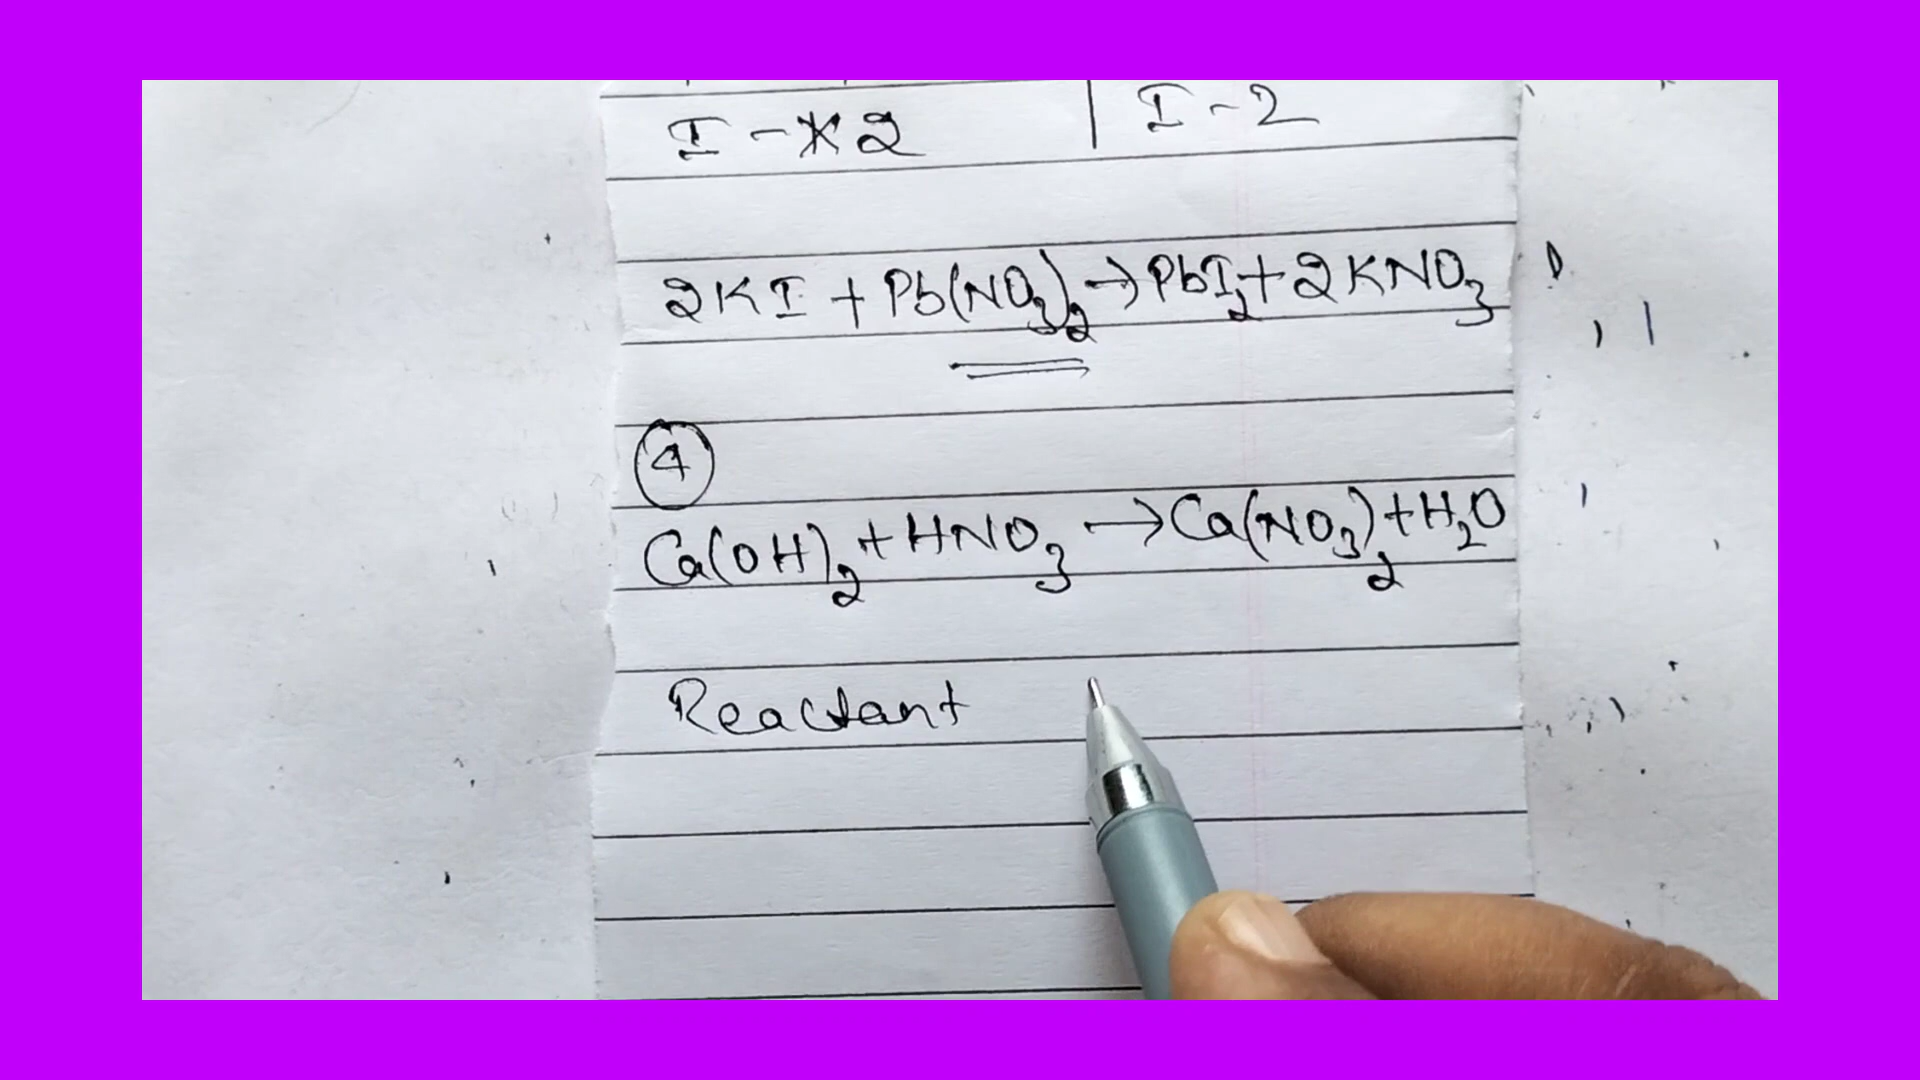 I - 2 | I - 2
2KI + Pb(NO₃)₂ → PbI₂ + 2KNO₃
4
Ca(OH)₂ + HNO₃ → Ca(NO₃)₂ + H₂O
Reactant